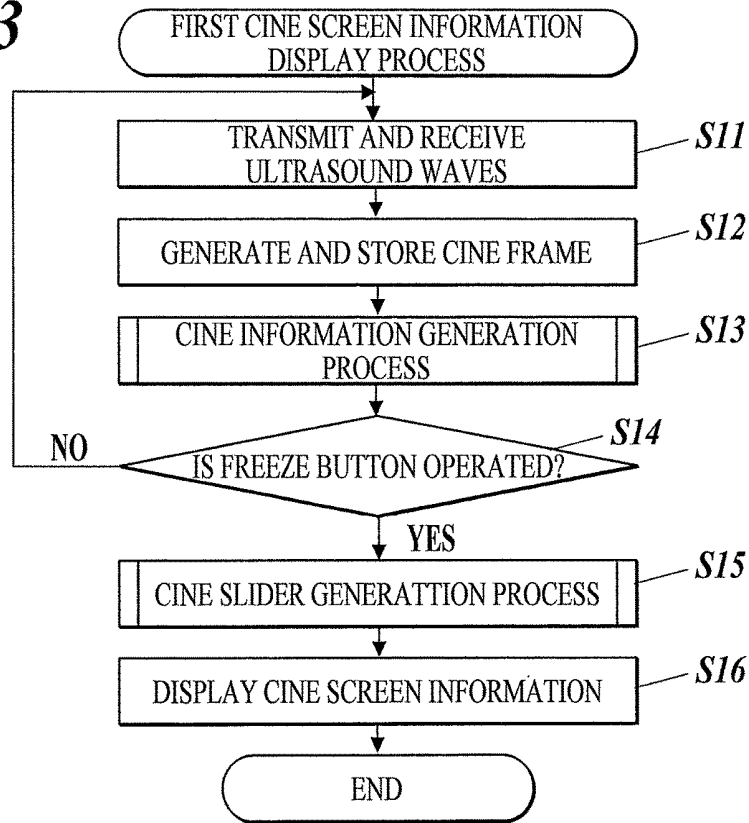 3
FIRST CINE SCREEN INFORMATION
DISPLAY PROCESS
TRANSMIT AND RECEIVE
ULTRASOUND WAVES
S11
GENERATE AND STORE CINE FRAME
S12
CINE INFORMATION GENERATION
PROCESS
S13
IS FREEZE BUTTON OPERATED?
S14
NO
YES
CINE SLIDER GENERATTION PROCESS
S15
DISPLAY CINE SCREEN INFORMATION
S16
END